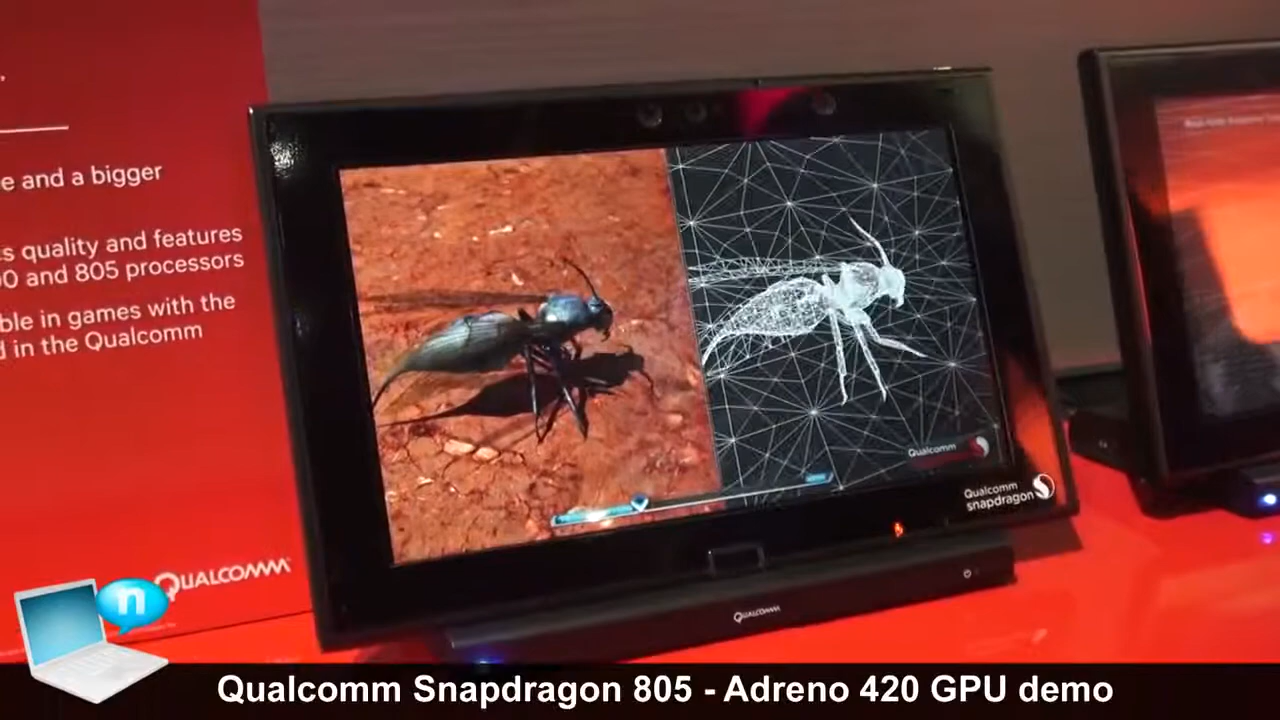 e and a bigger
s quality and features
00 and 805 processors
ble in games with the
d in the Qualcomm
QUALCOMM
Qualcomm
Qualcomm
snapdragon
QUALCOMM
n
Qualcomm Snapdragon 805 - Adreno 420 GPU demo